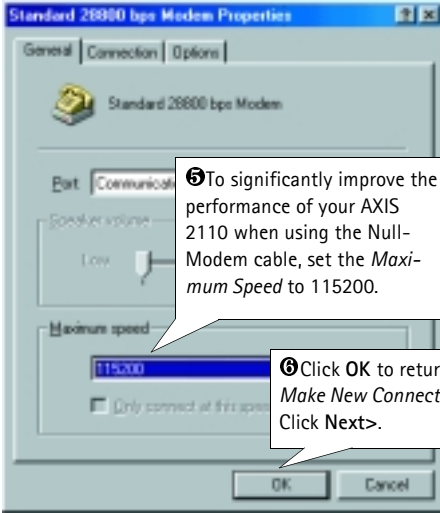 Standard 28800 bps Modem Properties
General Connection Options
Standard 28800 bps Modem
Port Communicati
❺To significantly improve the
performance of your AXIS
2110 when using the Null-
Modem cable, set the Maxi-
mum Speed to 115200.
Speaker volume
Low
Maximum speed
115200
Only connect at this speed
❻Click OK to retur
Make New Connect
Click Next>.
OK Cancel